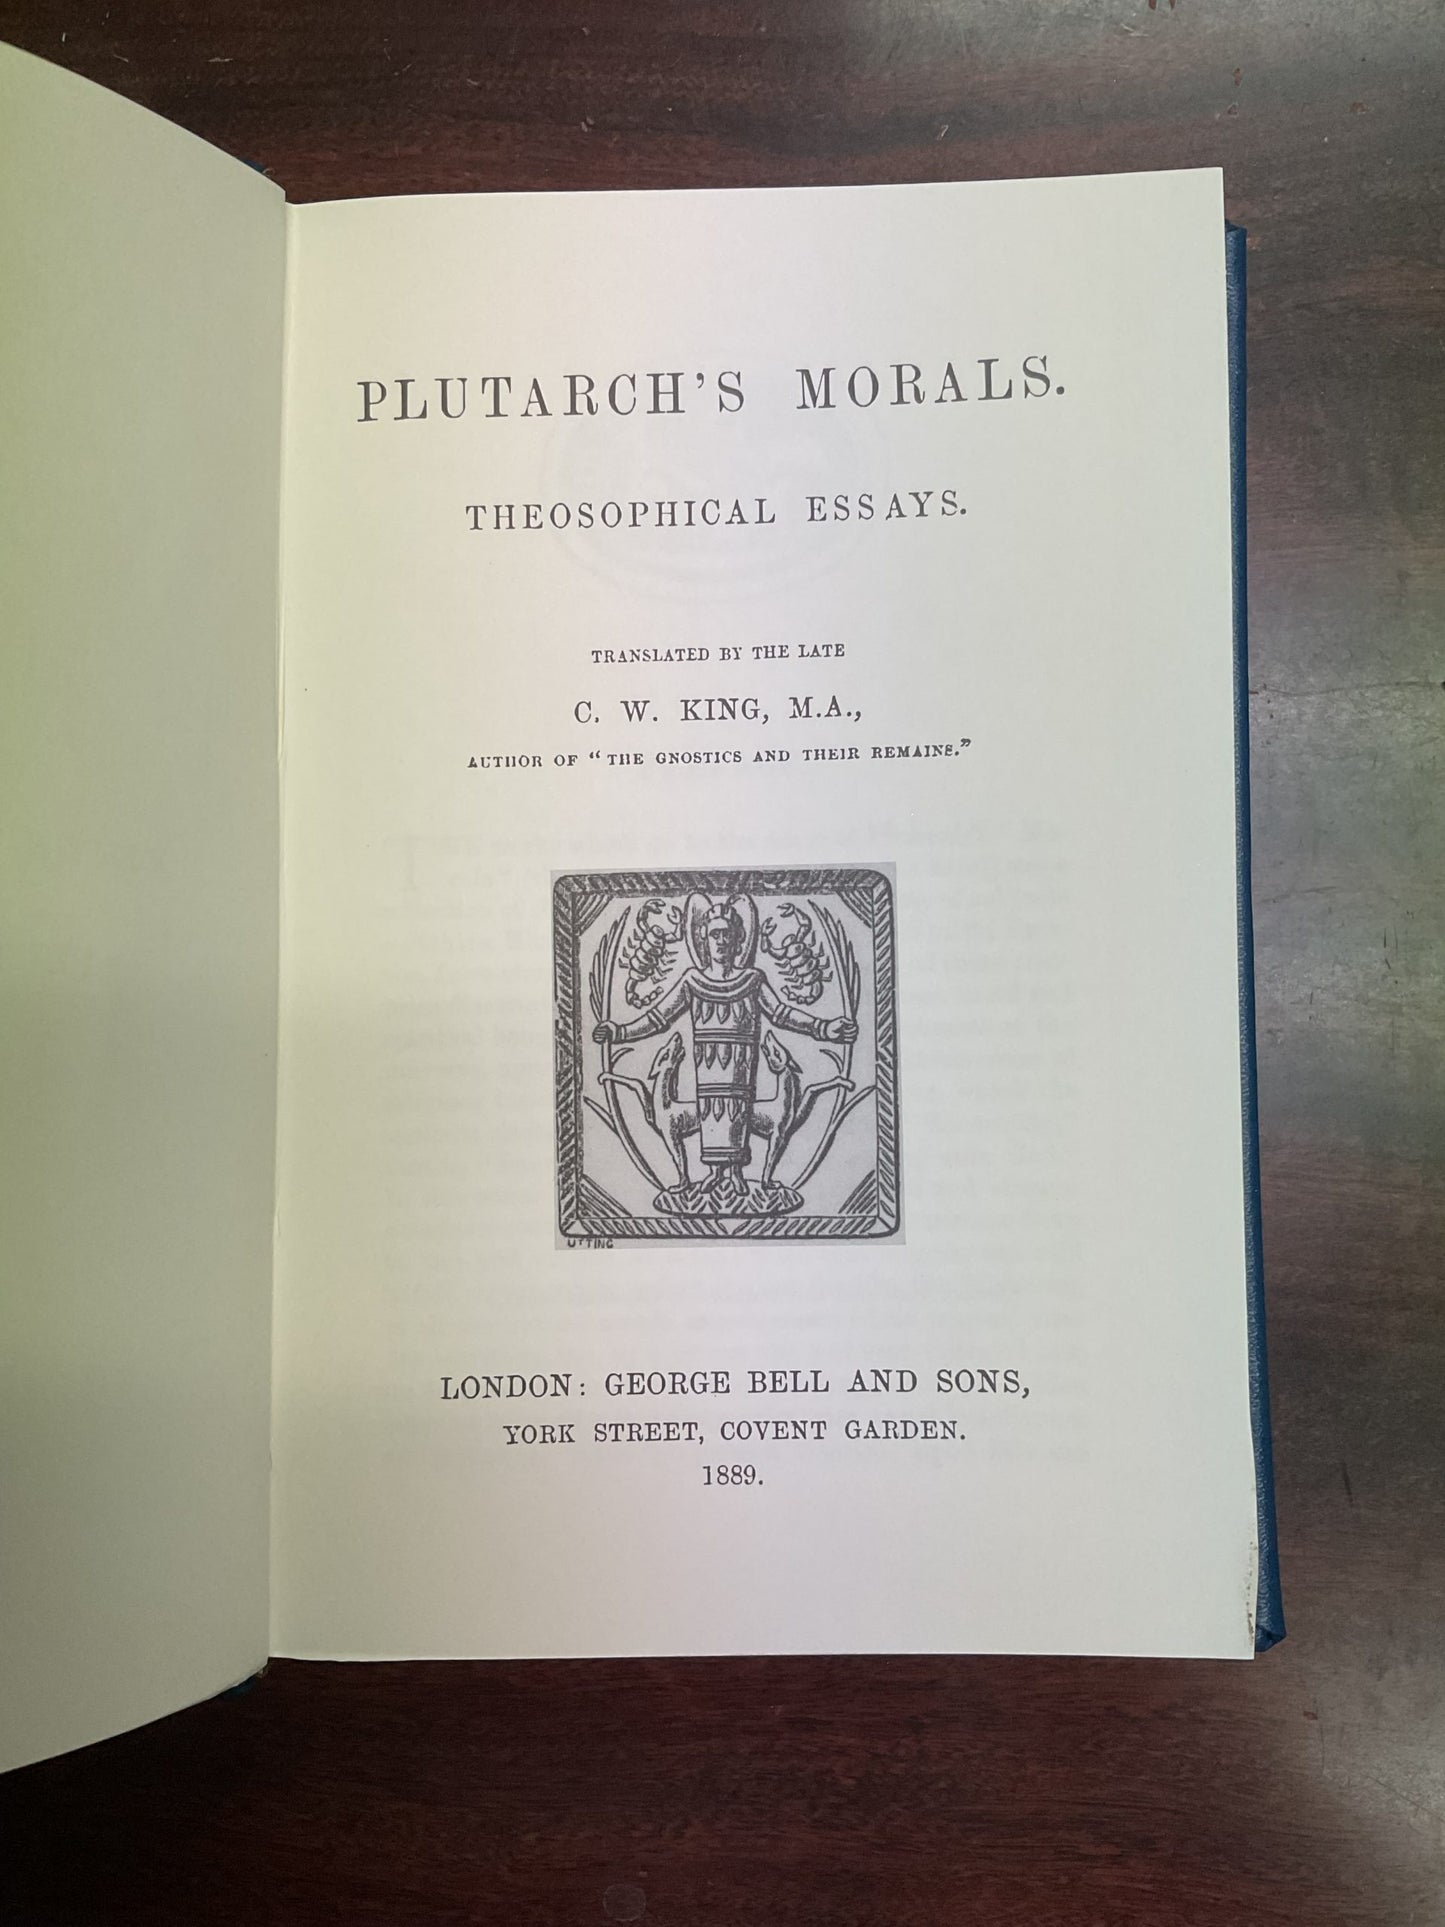 PLUTARCH'S MORALS.
THEOSOPHICAL ESSAYS.
TRANSLATED BY THE LATE
C. W. KING, M.A.,
AUTHOR OF “THE GNOSTICS AND THEIR REMAINS.”
UTTING
LONDON: GEORGE BELL AND SONS,
YORK STREET, COVENT GARDEN.
1889.